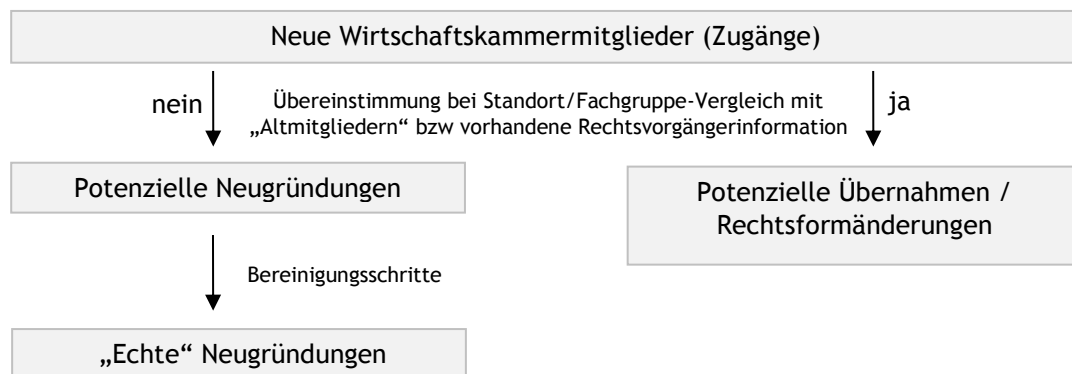 Neue Wirtschaftskammermitglieder (Zugänge)
nein
Übereinstimmung bei Standort/Fachgruppe-Vergleich mit
„Altmitgliedern“ bzw vorhandene Rechtsvorgängerinformation
ja
Potenzielle Neugründungen
Potenzielle Übernahmen /
Rechtsformänderungen
Bereinigungsschritte
„Echte“ Neugründungen